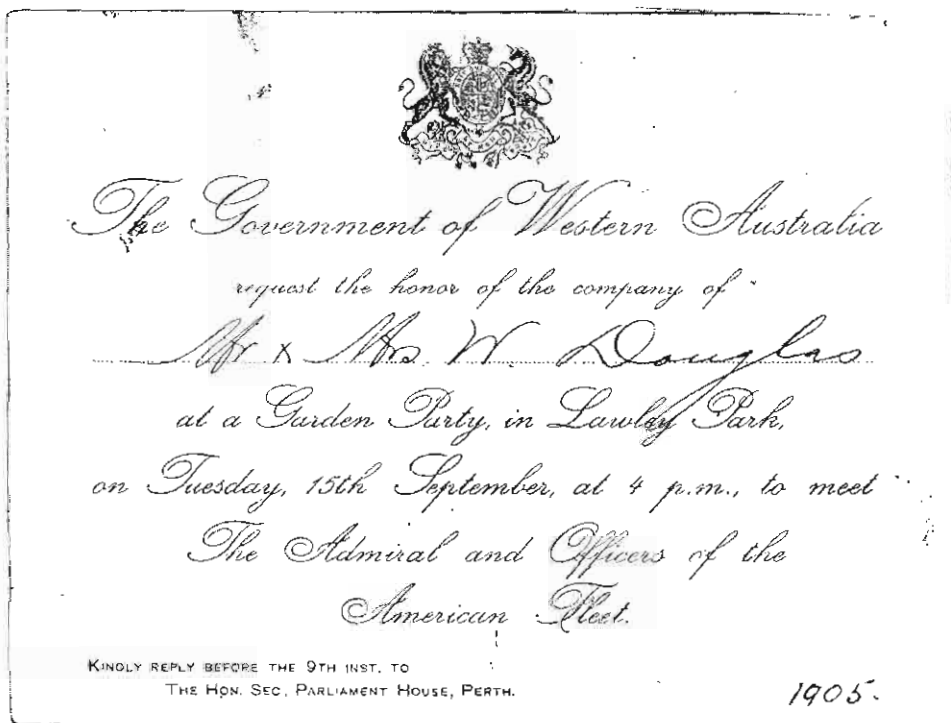 The Government of Western Australia
request the honor of the company of
Mr & Mrs. W. Douglas
at a Garden Party, in Lawley Park,
on Tuesday, 15th September, at 4 p.m., to meet
The Admiral and Officers of the
American Fleet.
KINDLY REPLY BEFORE THE 9TH INST. TO
THE HON. SEC., PARLIAMENT HOUSE, PERTH.
1905.